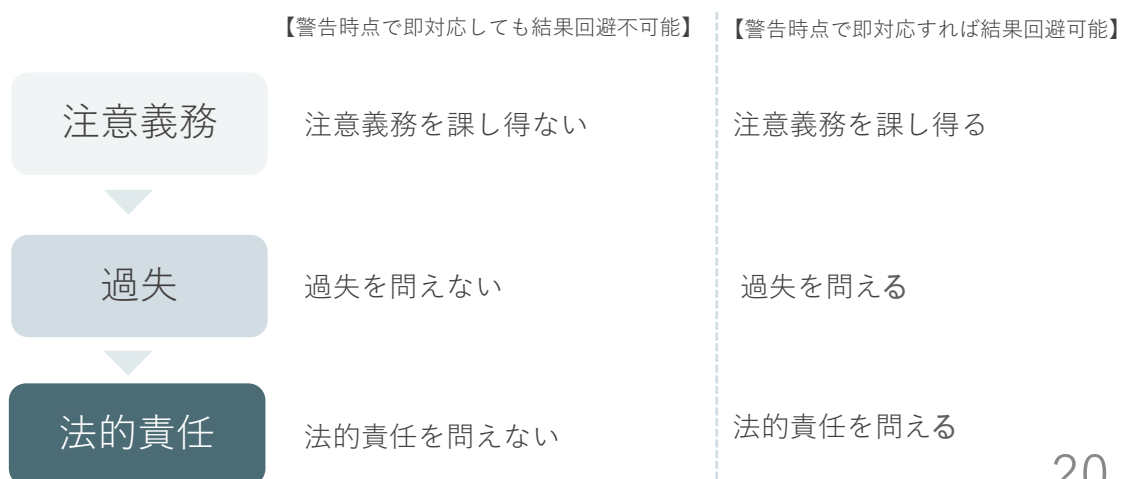 【警告時点で即対応しても結果回避不可能】
【警告時点で即対応すれば結果回避可能】
注意義務
注意義務を課し得ない
注意義務を課し得る
過失
過失を問えない
過失を問える
法的責任
法的責任を問えない
法的責任を問える
20